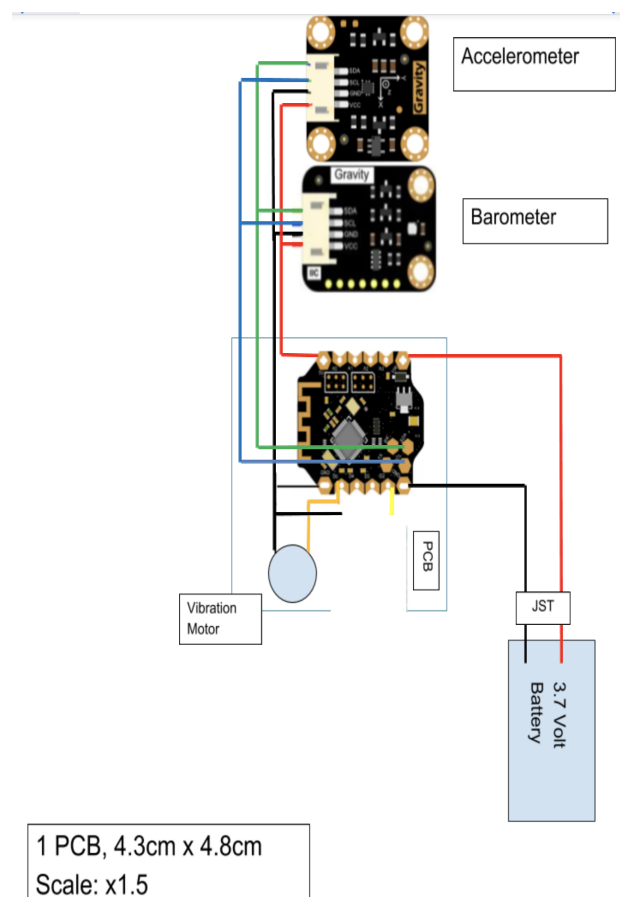 Accelerometer
SDA
SCL
GND
VCC
Gravity
Y
Z
X
Gravity
Barometer
SDA
SCL
GND
VCC
IIC
PCB
Vibration
Motor
JST
3.7 Volt
Battery
1 PCB, 4.3cm x 4.8cm
Scale: x1.5